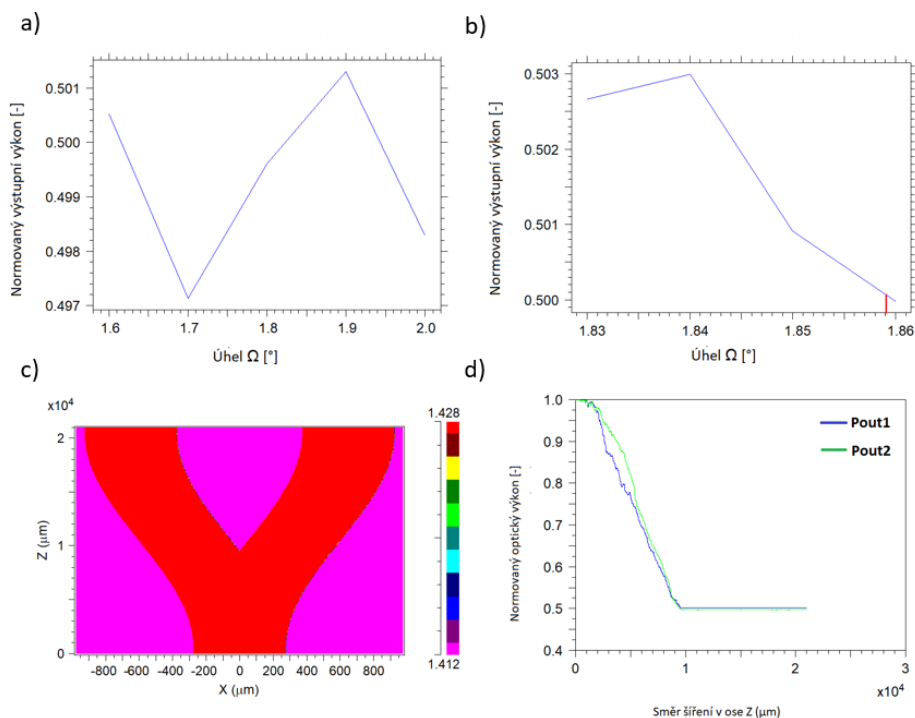 a)
Normovaný výstupní výkon [-]
0.501
0.500
0.499
0.498
0.497
1.6 1.7 1.8 1.9 2.0
Úhel Ω [°]
b)
Normovaný výstupní výkon [-]
0.503
0.502
0.501
0.500
1.83 1.84 1.85 1.86
Úhel Ω [°]
c)
x10⁴
Z (μm)
2
1
0
-800 -600 -400 -200 0 200 400 600 800
X (μm)
1.428
1.412
d)
Normovaný optický výkon [-]
1.0
0.9
0.8
0.7
0.6
0.5
0.4
Pout1
Pout2
0 1 2 3
x10⁴
Směr šíření v ose Z (μm)